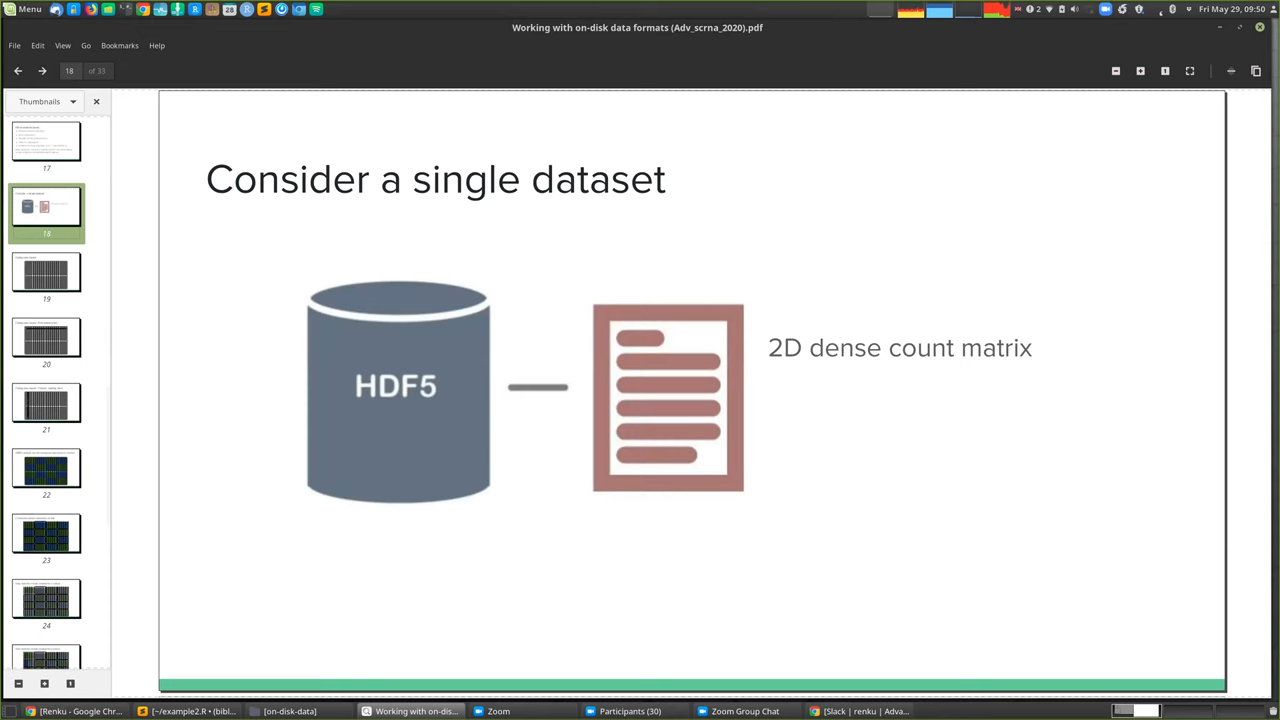 Menu
28
2
Fri May 29, 09:50
Working with on-disk data formats (Adv_scrna_2020).pdf
File Edit View Go Bookmarks Help
18 of 33
Thumbnails
17
18
19
20
21
22
23
24
Consider a single dataset
HDF5
2D dense count matrix
[Renku - Google Chr...
[~/example2.R • (bibl...
[on-disk-data]
Working with on-dis...
Zoom
Participants (30)
Zoom Group Chat
[Slack | renku | Adva...